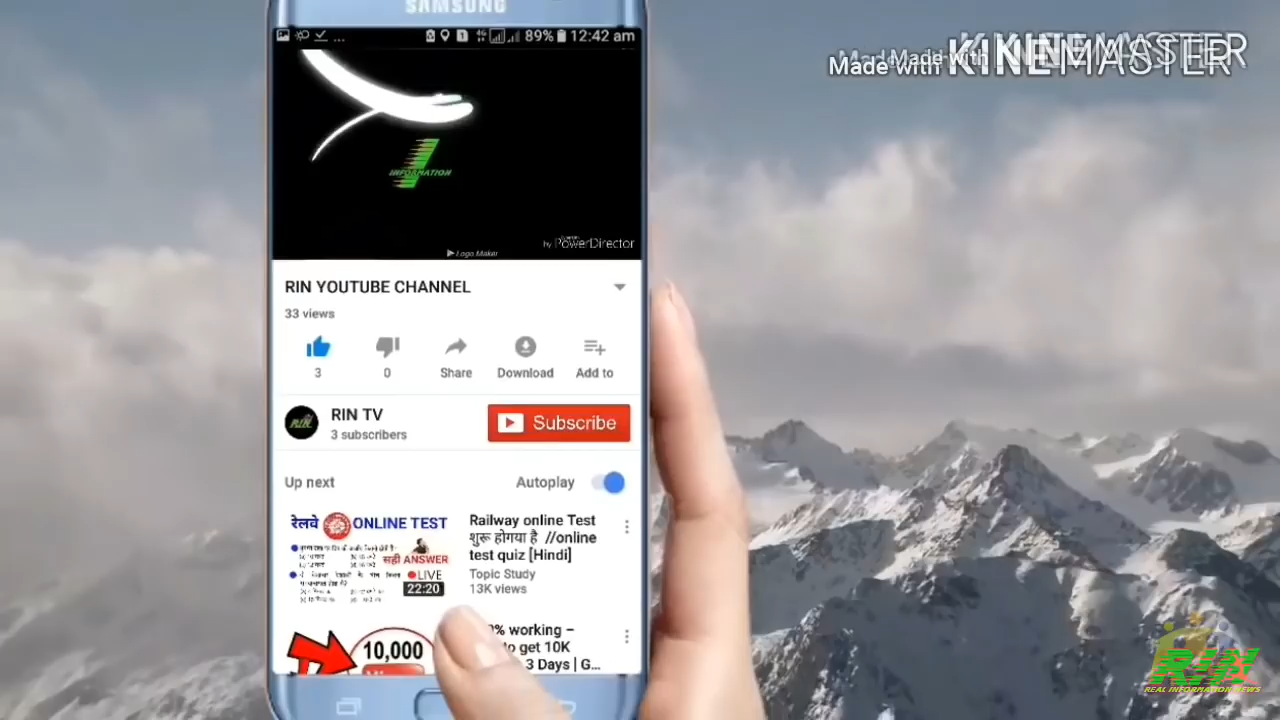 SAMSUNG
89% 12:42 am
Made with KINEMASTER
INFORMATION
by PowerDirector
Logo Maker
RIN YOUTUBE CHANNEL
33 views
3
0
Share
Download
Add to
RIN TV
3 subscribers
Subscribe
Up next
Autoplay
रेलवे ONLINE TEST
सही ANSWER
LIVE
22:20
Railway online Test
शुरू होगया है //online
test quiz [Hindi]
Topic Study
13K views
10,000
% working –
to get 10K
3 Days | G...
RIN
REAL INFORMATION NEWS